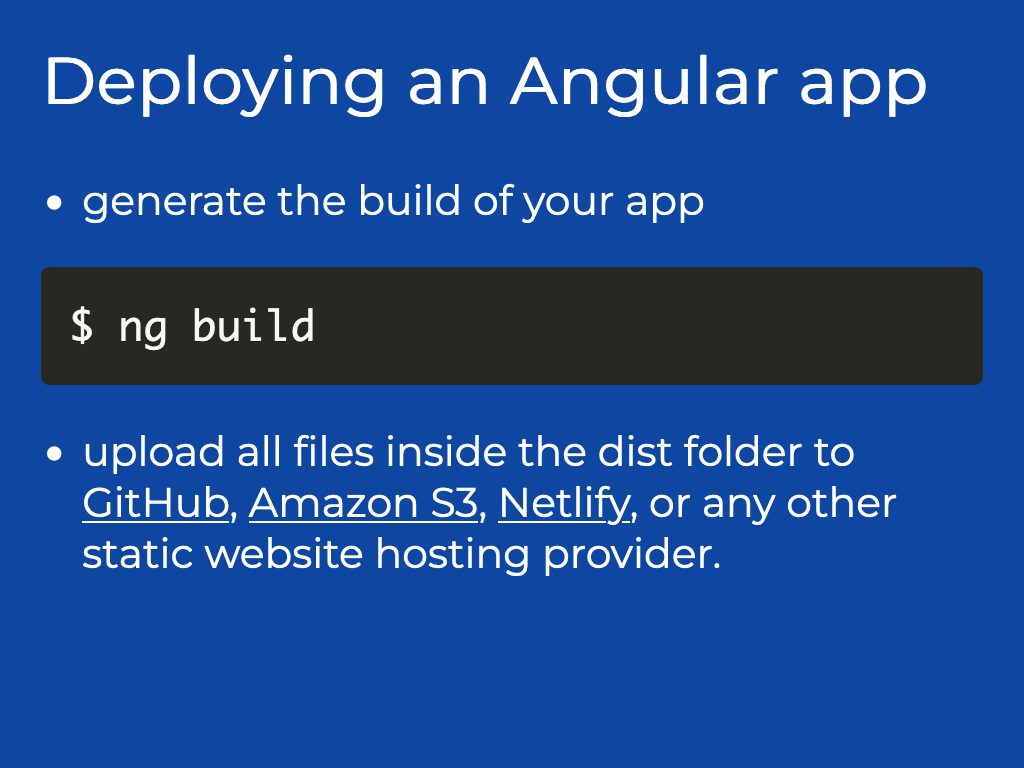 Deploying an Angular app
• generate the build of your app
$ ng build
• upload all files inside the dist folder to
GitHub, Amazon S3, Netlify, or any other
static website hosting provider.